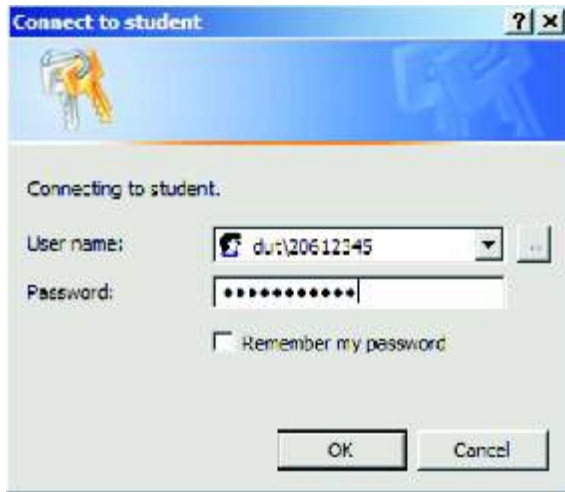 Connect to student
Connecting to student.
User name: dut\20612345
Password: •••••••••••
Remember my password
OK Cancel